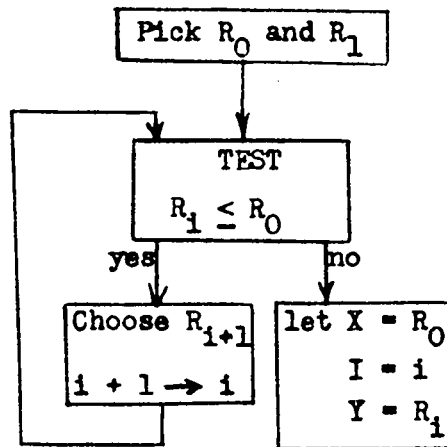 Pick R₀ and R₁
TEST
Rᵢ ≤ R₀
yes
no
Choose Rᵢ₊₁
i + 1 → i
let X = R₀
I = i
Y = Rᵢ